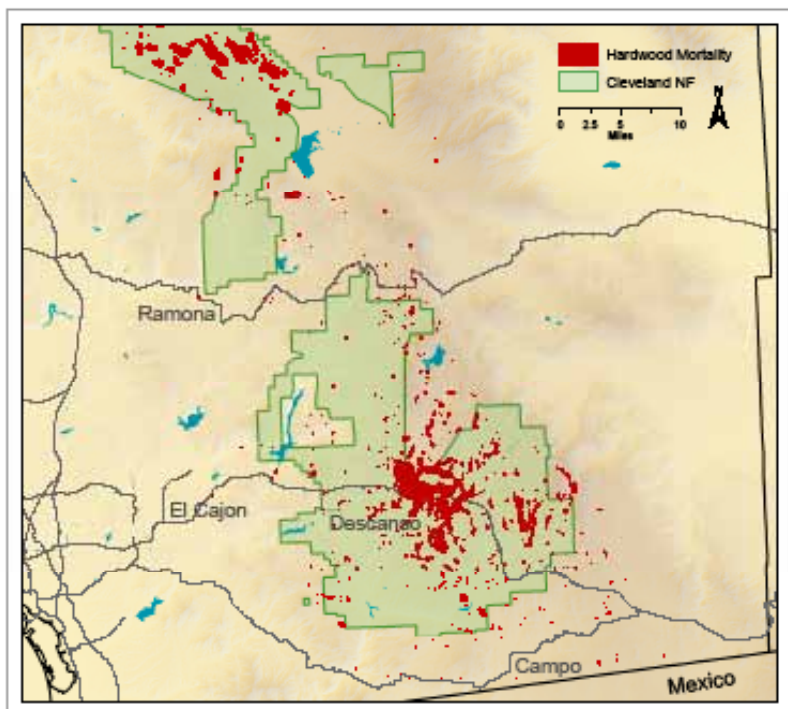 Hardwood Mortality
Cleveland NF
N
0 2.5 5 10
Miles
Ramona
El Cajon
Descanso
Campo
Mexico